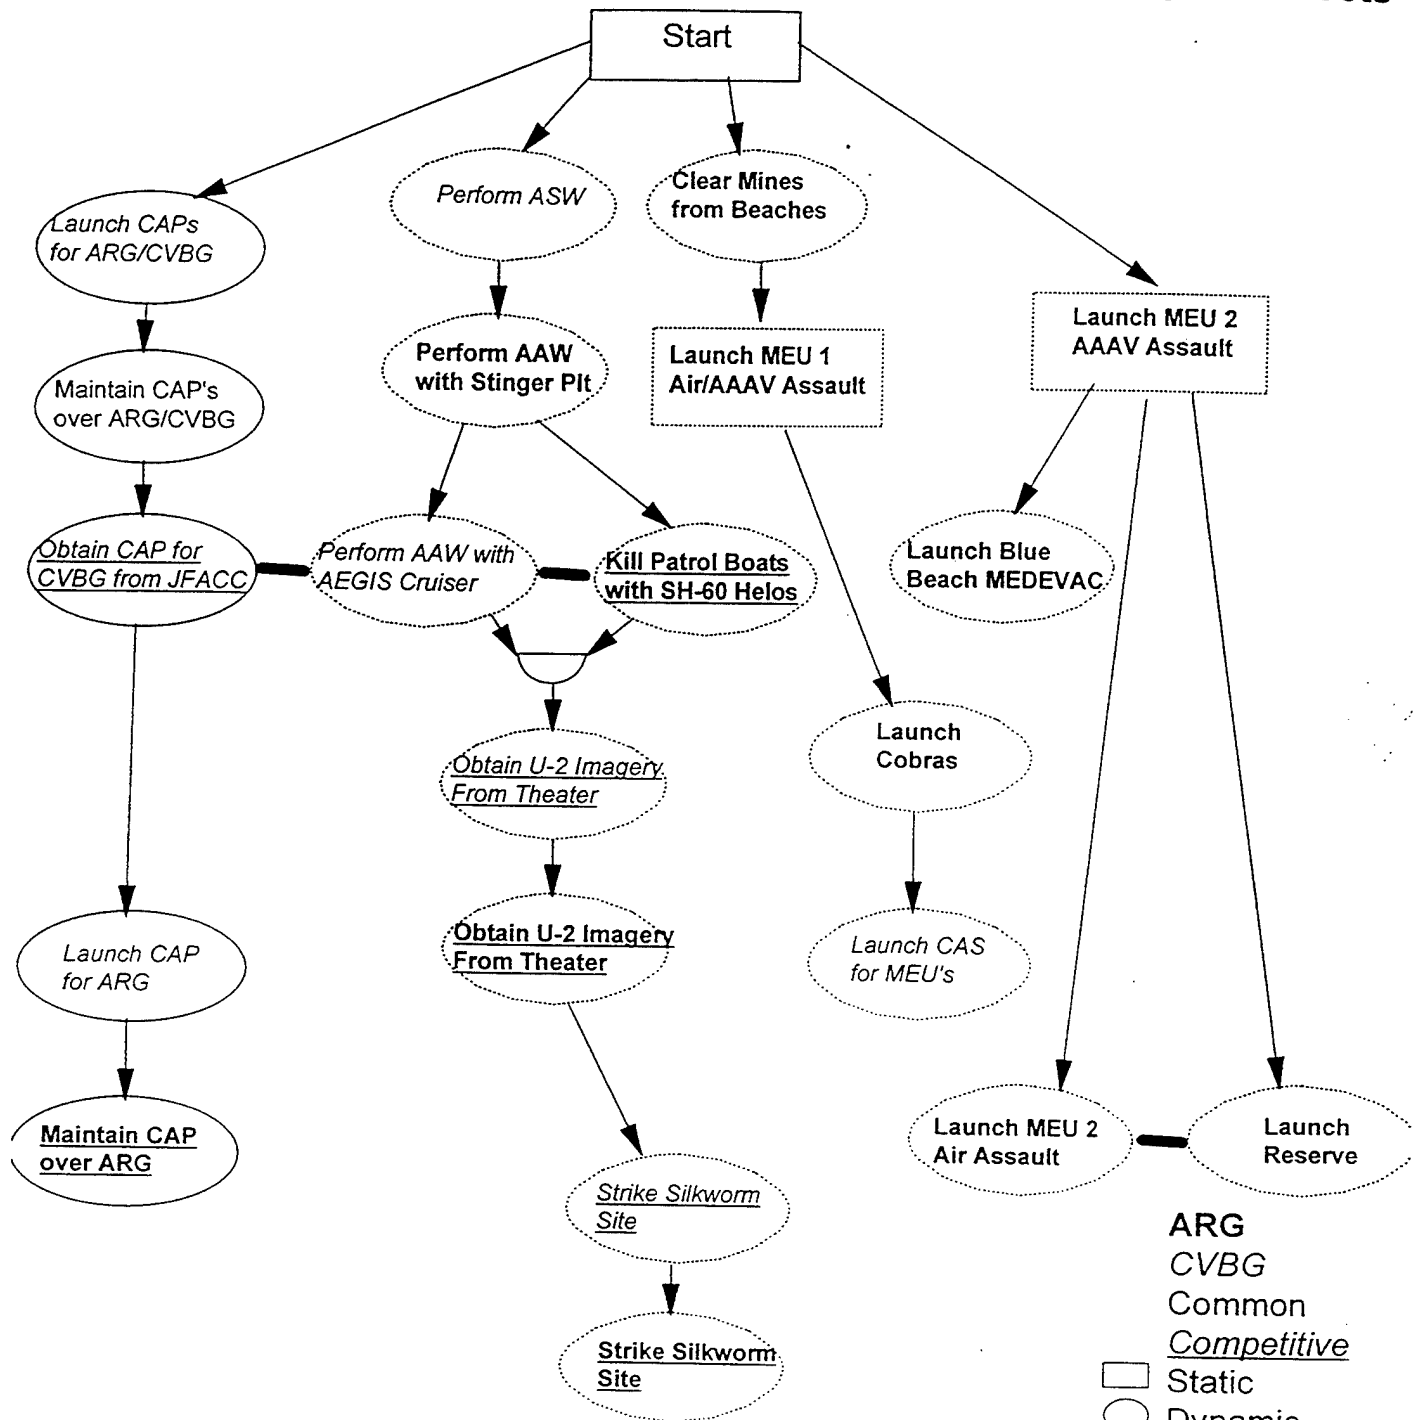 Start
Perform ASW
Clear Mines
from Beaches
Launch CAPs
for ARG/CVBG
Launch MEU 2
AAAV Assault
Perform AAW
with Stinger Plt
Launch MEU 1
Air/AAAV Assault
Maintain CAP's
over ARG/CVBG
Obtain CAP for
CVBG from JFACC
Perform AAW with
AEGIS Cruiser
Kill Patrol Boats
with SH-60 Helos
Launch Blue
Beach MEDEVAC
Launch
Cobras
Obtain U-2 Imagery
From Theater
Obtain U-2 Imagery
From Theater
Launch CAP
for ARG
Launch CAS
for MEU's
Maintain CAP
over ARG
Launch MEU 2
Air Assault
Launch
Reserve
Strike Silkworm
Site
Strike Silkworm
Site
ARG
CVBG
Common
Competitive
Static
Dynamic